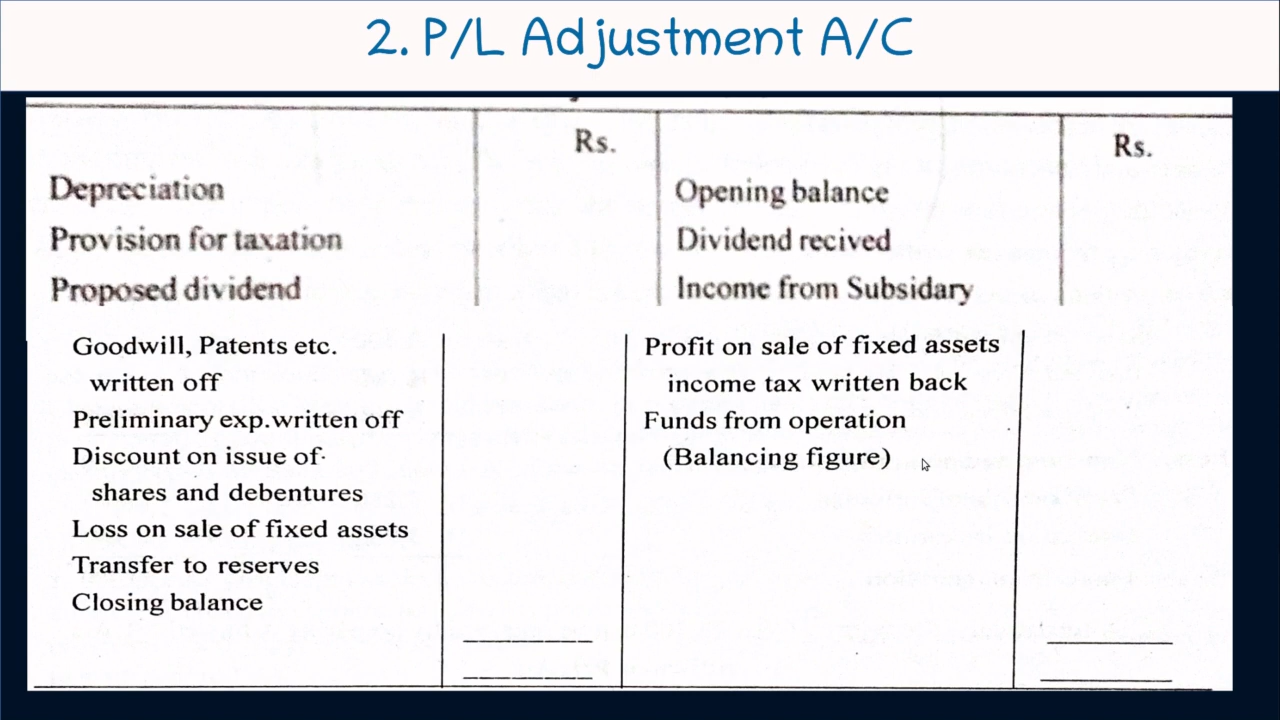 2. P/L Adjustment A/C
Rs.
Rs.
Depreciation
Opening balance
Provision for taxation
Dividend recived
Proposed dividend
Income from Subsidary
Goodwill, Patents etc.
written off
Preliminary exp.written off
Discount on issue of
shares and debentures
Loss on sale of fixed assets
Transfer to reserves
Closing balance
Profit on sale of fixed assets
income tax written back
Funds from operation
(Balancing figure)